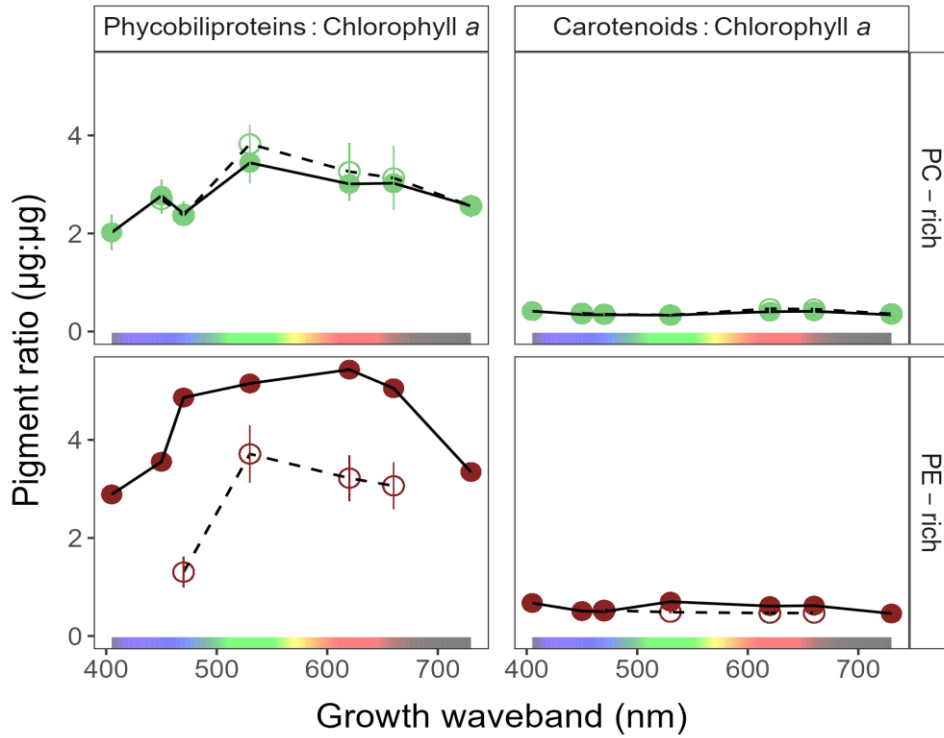 Phycobiliproteins : Chlorophyll a
Carotenoids : Chlorophyll a
Pigment ratio (µg:µg)
4
2
0
PC – rich
4
2
0
PE – rich
400 500 600 700
400 500 600 700
Growth waveband (nm)